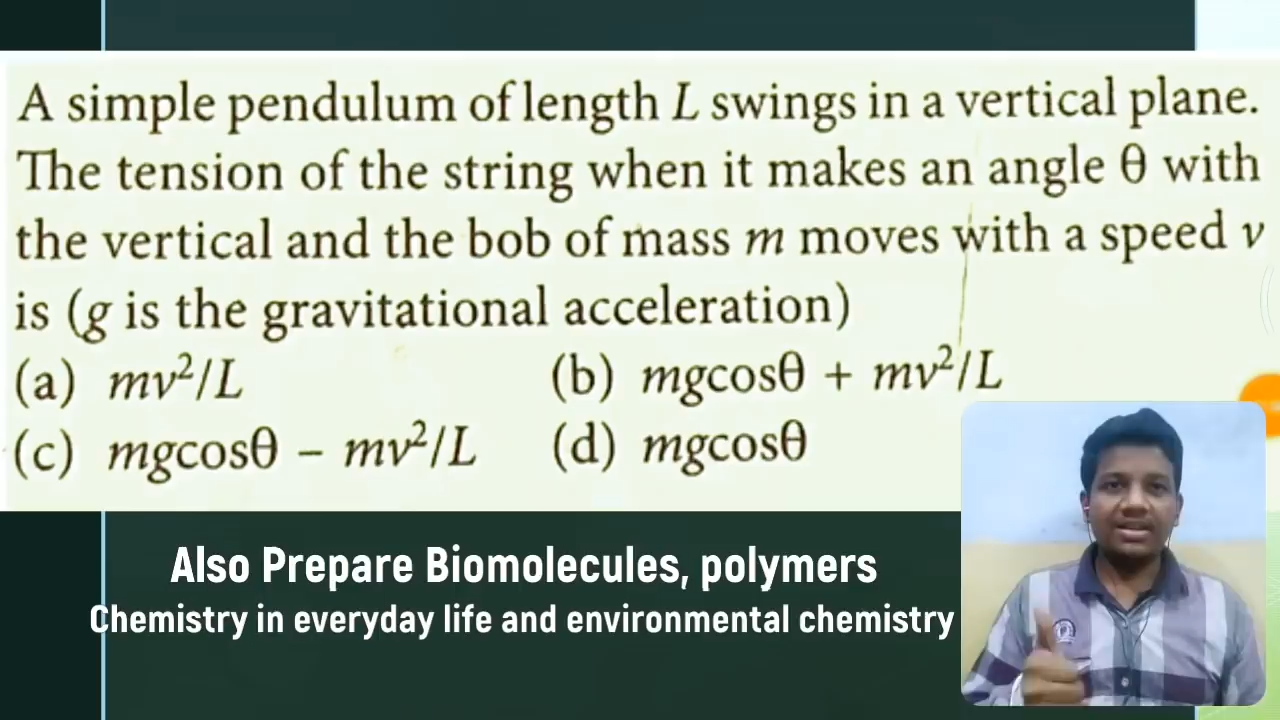 A simple pendulum of length L swings in a vertical plane.
The tension of the string when it makes an angle θ with
the vertical and the bob of mass m moves with a speed v
is (g is the gravitational acceleration)
(a) mv²/L (b) mgcosθ + mv²/L
(c) mgcosθ – mv²/L (d) mgcosθ
Also Prepare Biomolecules, polymers
Chemistry in everyday life and environmental chemistry